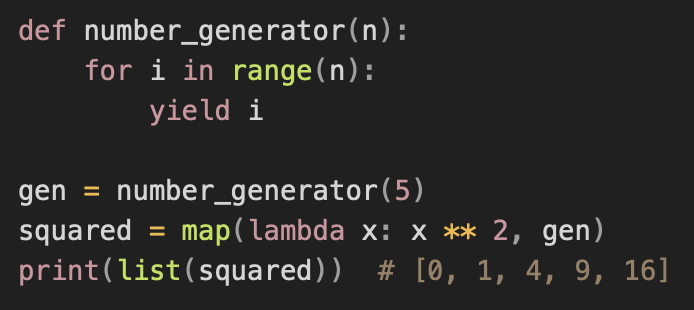 def number_generator(n):
    for i in range(n):
        yield i

gen = number_generator(5)
squared = map(lambda x: x ** 2, gen)
print(list(squared))  # [0, 1, 4, 9, 16]